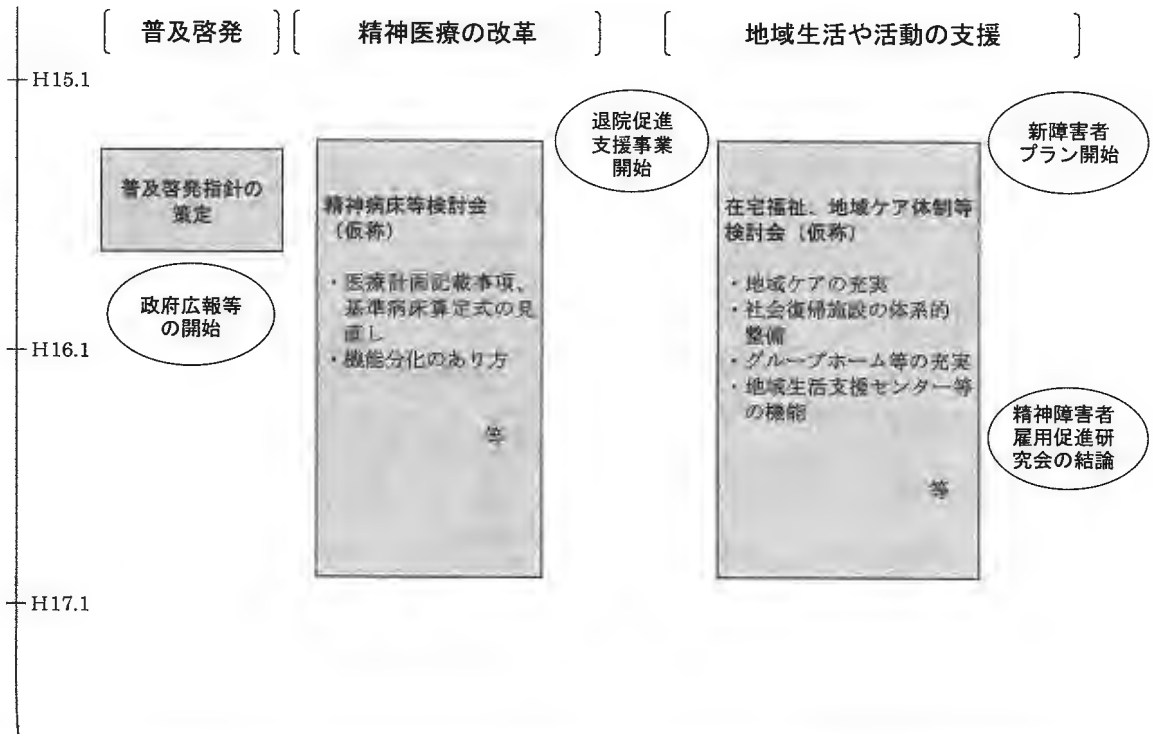 普及啓発
精神医療の改革
地域生活や活動の支援
H15.1
H16.1
H17.1
普及啓発指針の
策定
政府広報等
の開始
精神病床等検討会
(仮称)
・医療計画記載事項、
基準病床算定式の見
直し
・機能分化のあり方
等
退院促進
支援事業
開始
在宅福祉、地域ケア体制等
検討会(仮称)
・地域ケアの充実
・社会復帰施設の体系的
整備
・グループホーム等の充実
・地域生活支援センター等
の機能
等
新障害者
プラン開始
精神障害者
雇用促進研
究会の結論